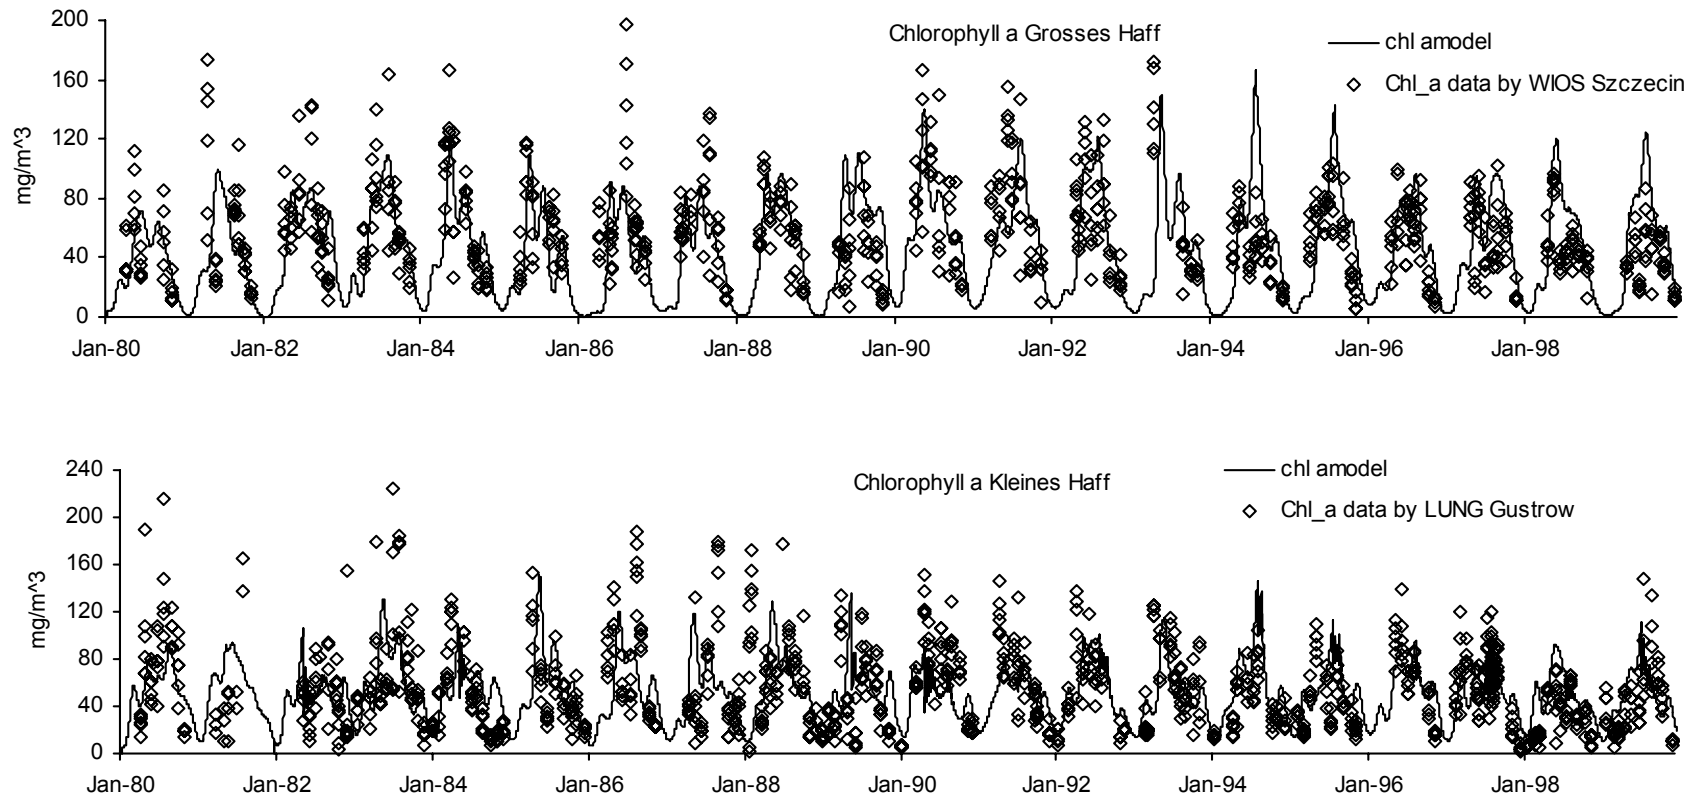 Chlorophyll a Grosses Haff
chl amodel
Chl_a data by WIOS Szczecin
mg/m^3
200
160
120
80
40
0
Jan-80 Jan-82 Jan-84 Jan-86 Jan-88 Jan-90 Jan-92 Jan-94 Jan-96 Jan-98
Chlorophyll a Kleines Haff
chl amodel
Chl_a data by LUNG Gustrow
mg/m^3
240
200
160
120
80
40
0
Jan-80 Jan-82 Jan-84 Jan-86 Jan-88 Jan-90 Jan-92 Jan-94 Jan-96 Jan-98